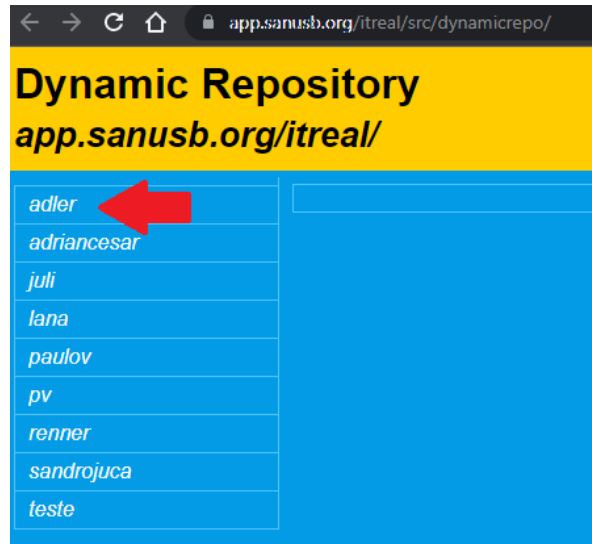 app.sanusb.org/itreal/src/dynamicrepo/
Dynamic Repository
app.sanusb.org/itreal/
adler
adriancesar
juli
lana
paulov
pv
renner
sandrojuca
teste